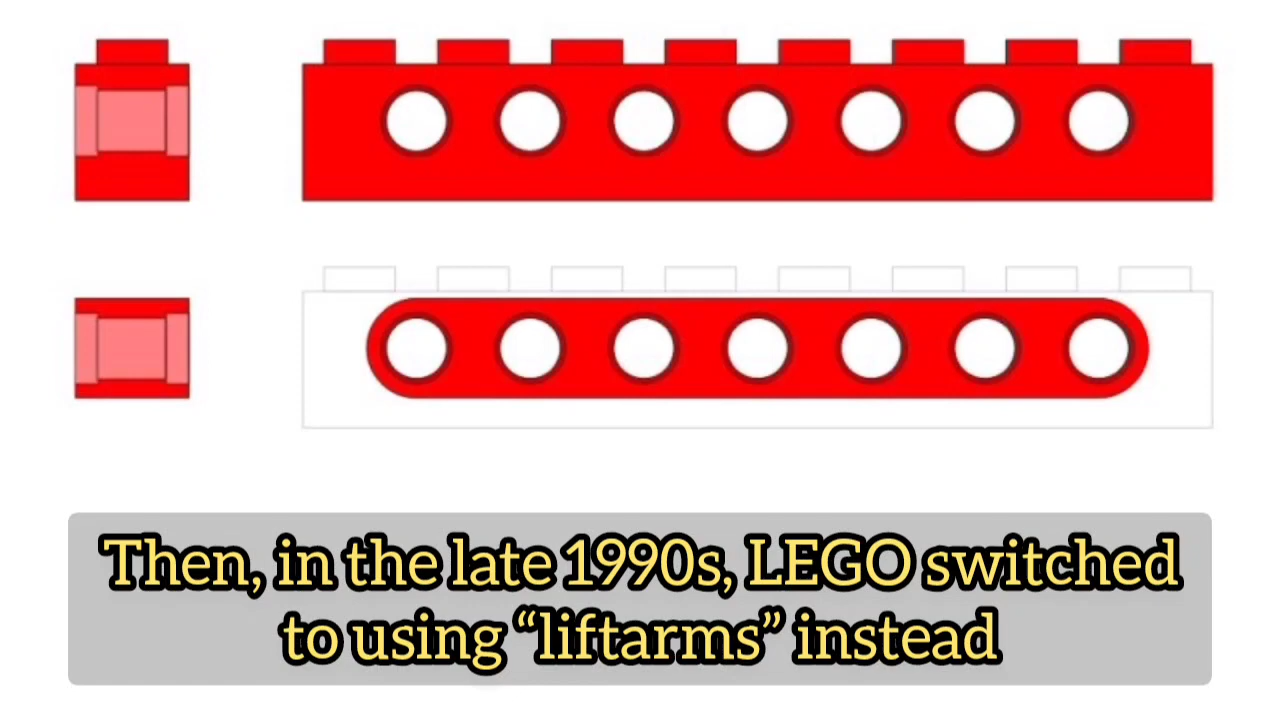 Then, in the late 1990s, LEGO switched
to using “liftarms” instead